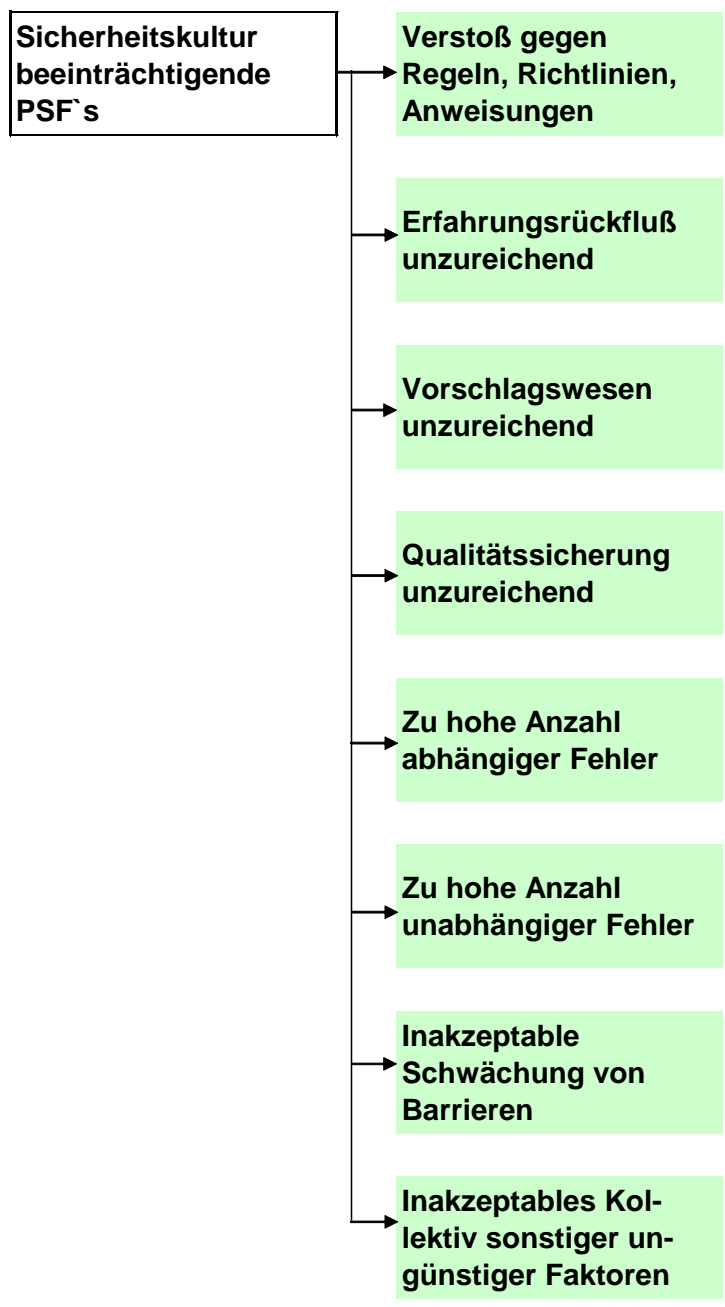 Sicherheitskultur
beeinträchtigende
PSF`s
Verstoß gegen
Regeln, Richtlinien,
Anweisungen
Erfahrungsrückfluß
unzureichend
Vorschlagswesen
unzureichend
Qualitätssicherung
unzureichend
Zu hohe Anzahl
abhängiger Fehler
Zu hohe Anzahl
unabhängiger Fehler
Inakzeptable
Schwächung von
Barrieren
Inakzeptables Kol-
lektiv sonstiger un-
günstiger Faktoren